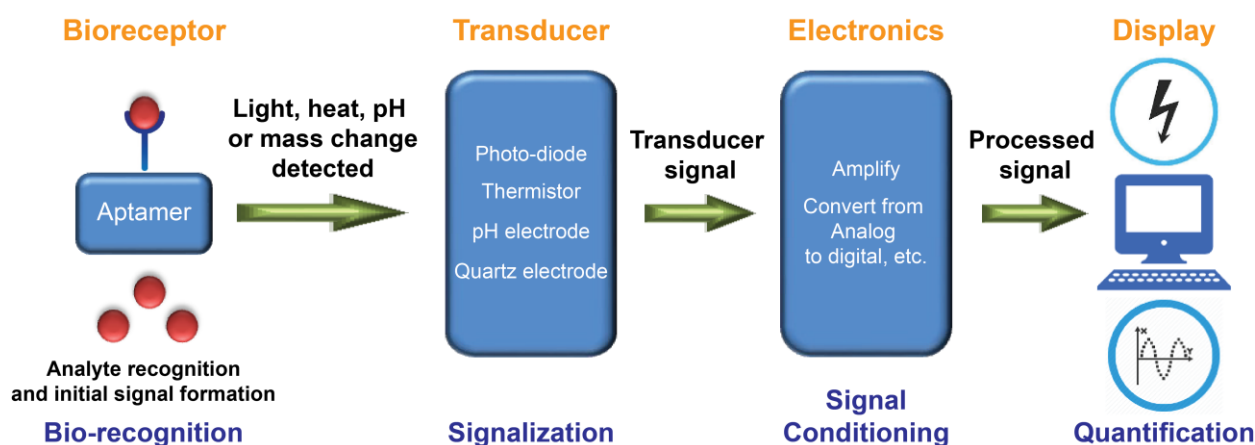 Bioreceptor
Transducer
Electronics
Display
Light, heat, pH
or mass change
detected
Aptamer
Analyte recognition
and initial signal formation
Bio-recognition
Photo-diode
Thermistor
pH electrode
Quartz electrode
Signalization
Transducer
signal
Amplify
Convert from
Analog
to digital, etc.
Signal
Conditioning
Processed
signal
X
Y
Quantification